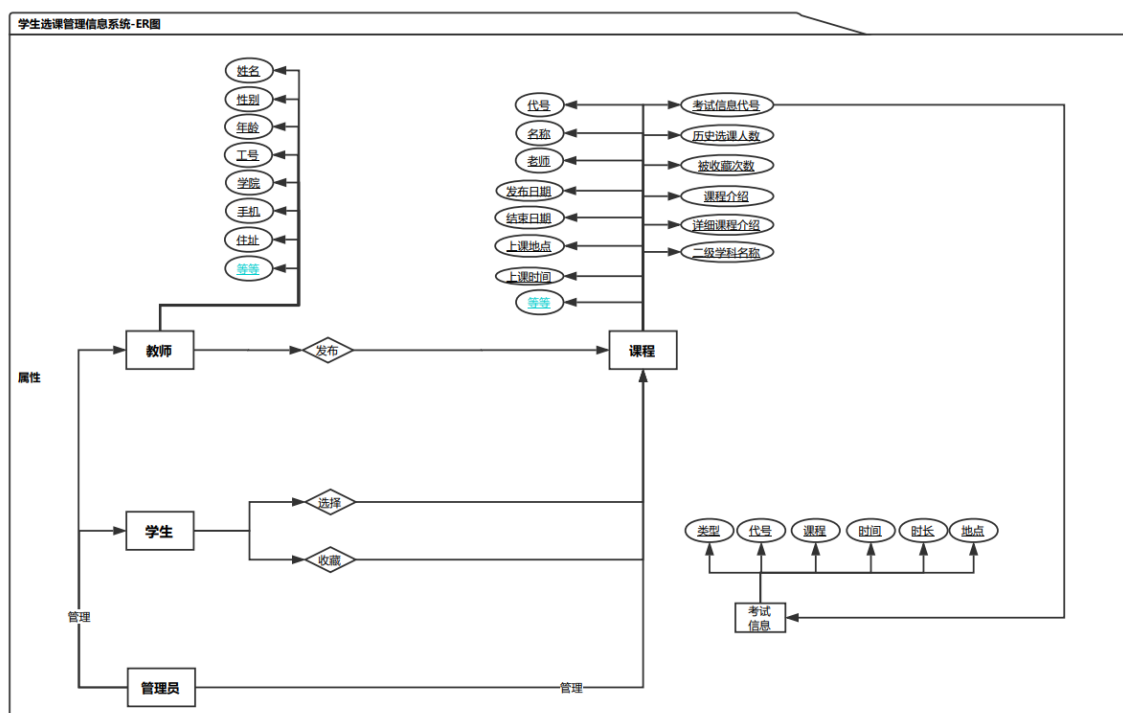 学生选课管理信息系统-ER图
姓名
性别
年龄
工号
学院
手机
住址
等等
代号
名称
老师
发布日期
结束日期
上课地点
上课时间
等等
考试信息代号
历史选课人数
被收藏次数
课程介绍
详细课程介绍
二级学科名称
教师
发布
课程
属性
学生
选择
收藏
类型
代号
课程
时间
时长
地点
考试
信息
管理
管理员
管理